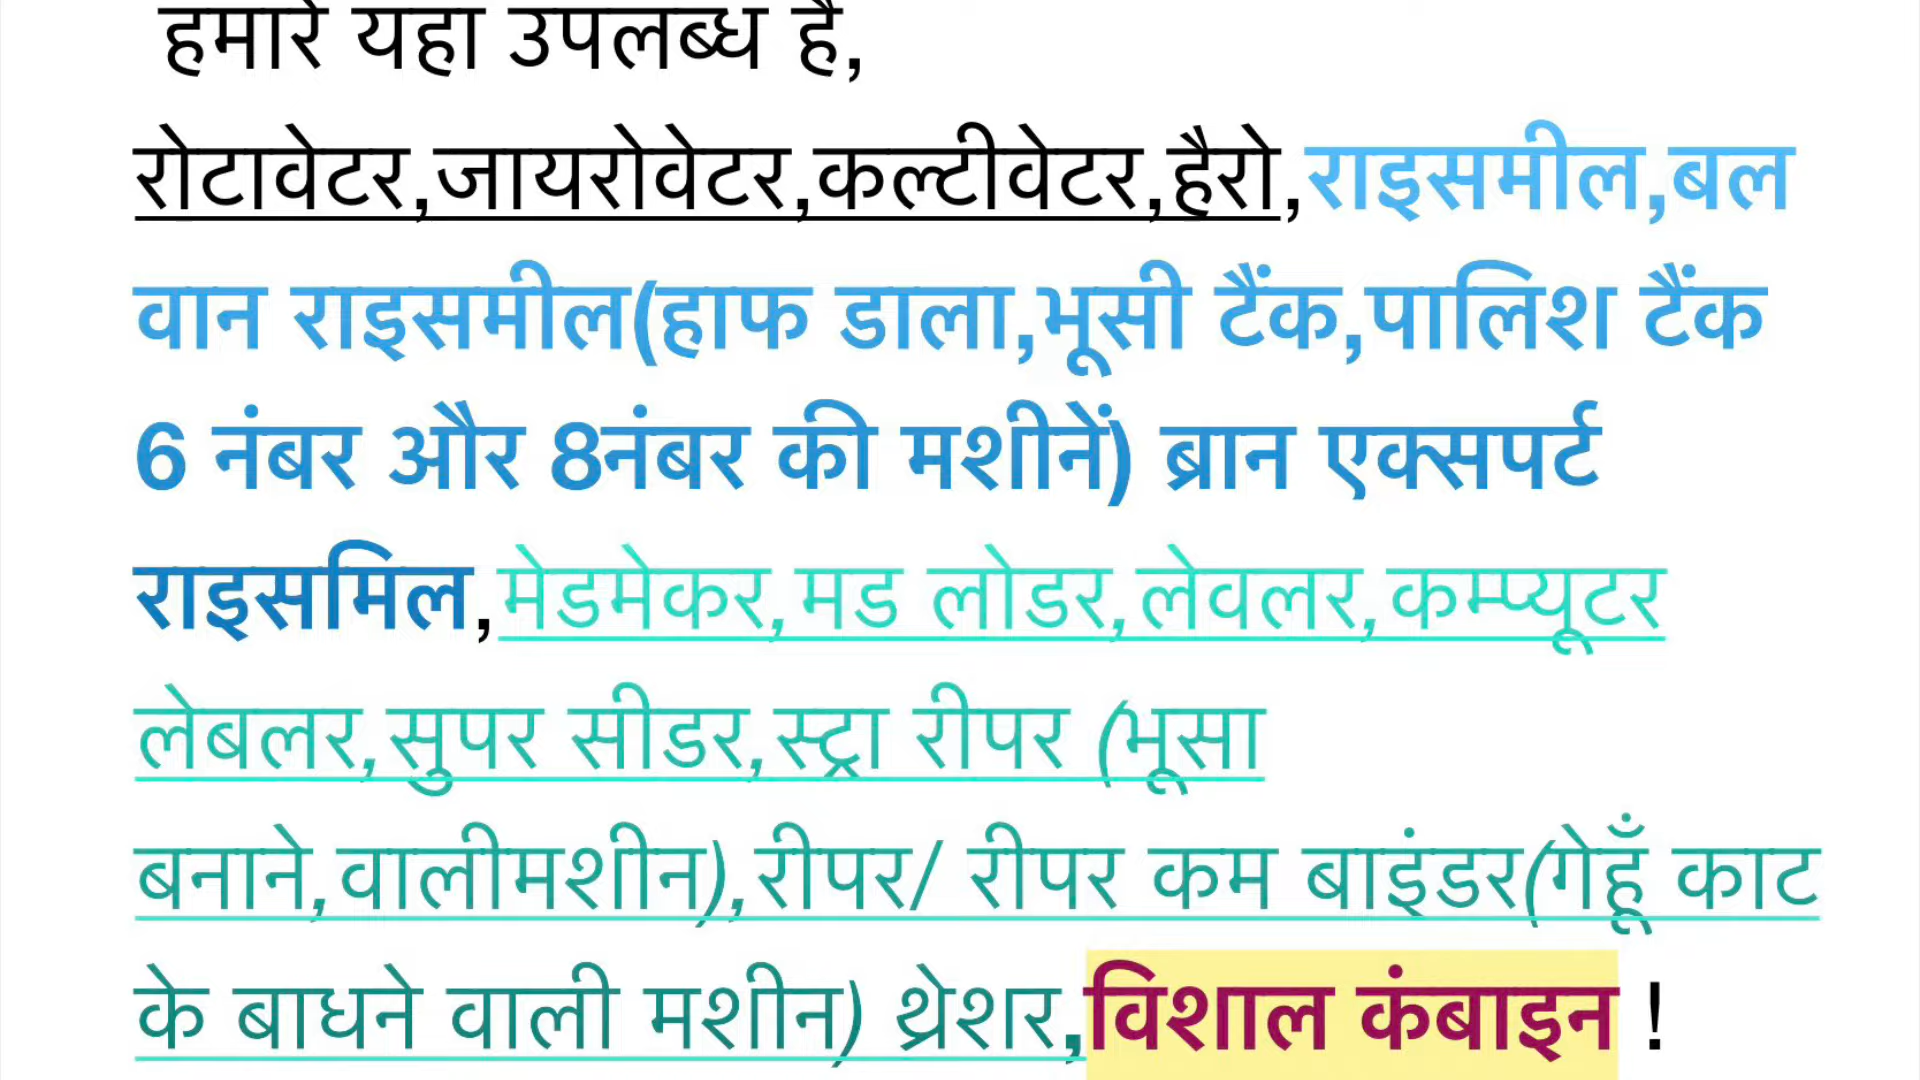 हमारे यहा उपलब्ध है,
रोटावेटर,जायरोवेटर,कल्टीवेटर,हैरो,राइसमील,बल
वान राइसमील(हाफ डाला,भूसी टैंक,पालिश टैंक
6 नंबर और 8नंबर की मशीनें) ब्रान एक्सपर्ट
राइसमिल,मेडमेकर,मड लोडर,लेवलर,कम्प्यूटर
लेबलर,सुपर सीडर,स्ट्रा रीपर (भूसा
बनाने,वालीमशीन),रीपर/ रीपर कम बाइंडर(गेहूँ काट
के बाधने वाली मशीन) थ्रेशर,विशाल कंबाइन !